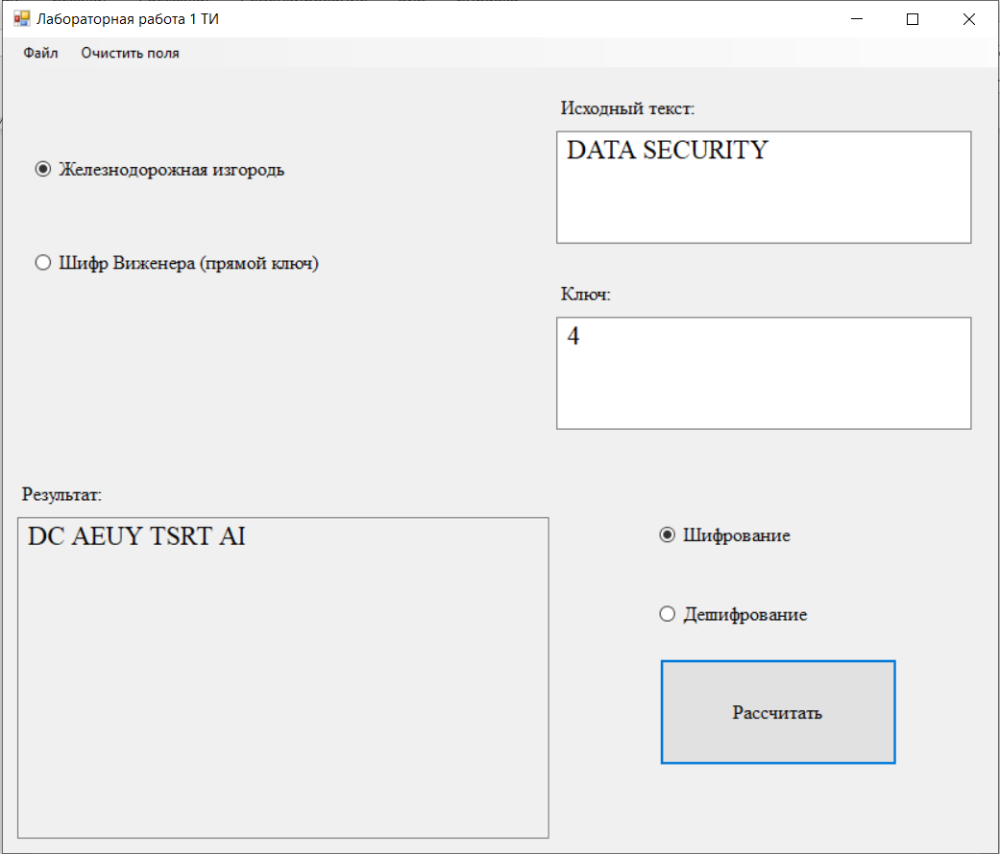 Лабораторная работа 1 ТИ
Файл Очистить поля
Исходный текст:
DATA SECURITY
Железнодорожная изгородь
Шифр Виженера (прямой ключ)
Ключ:
4
Результат:
DC AEUY TSRT AI
Шифрование
Дешифрование
Рассчитать